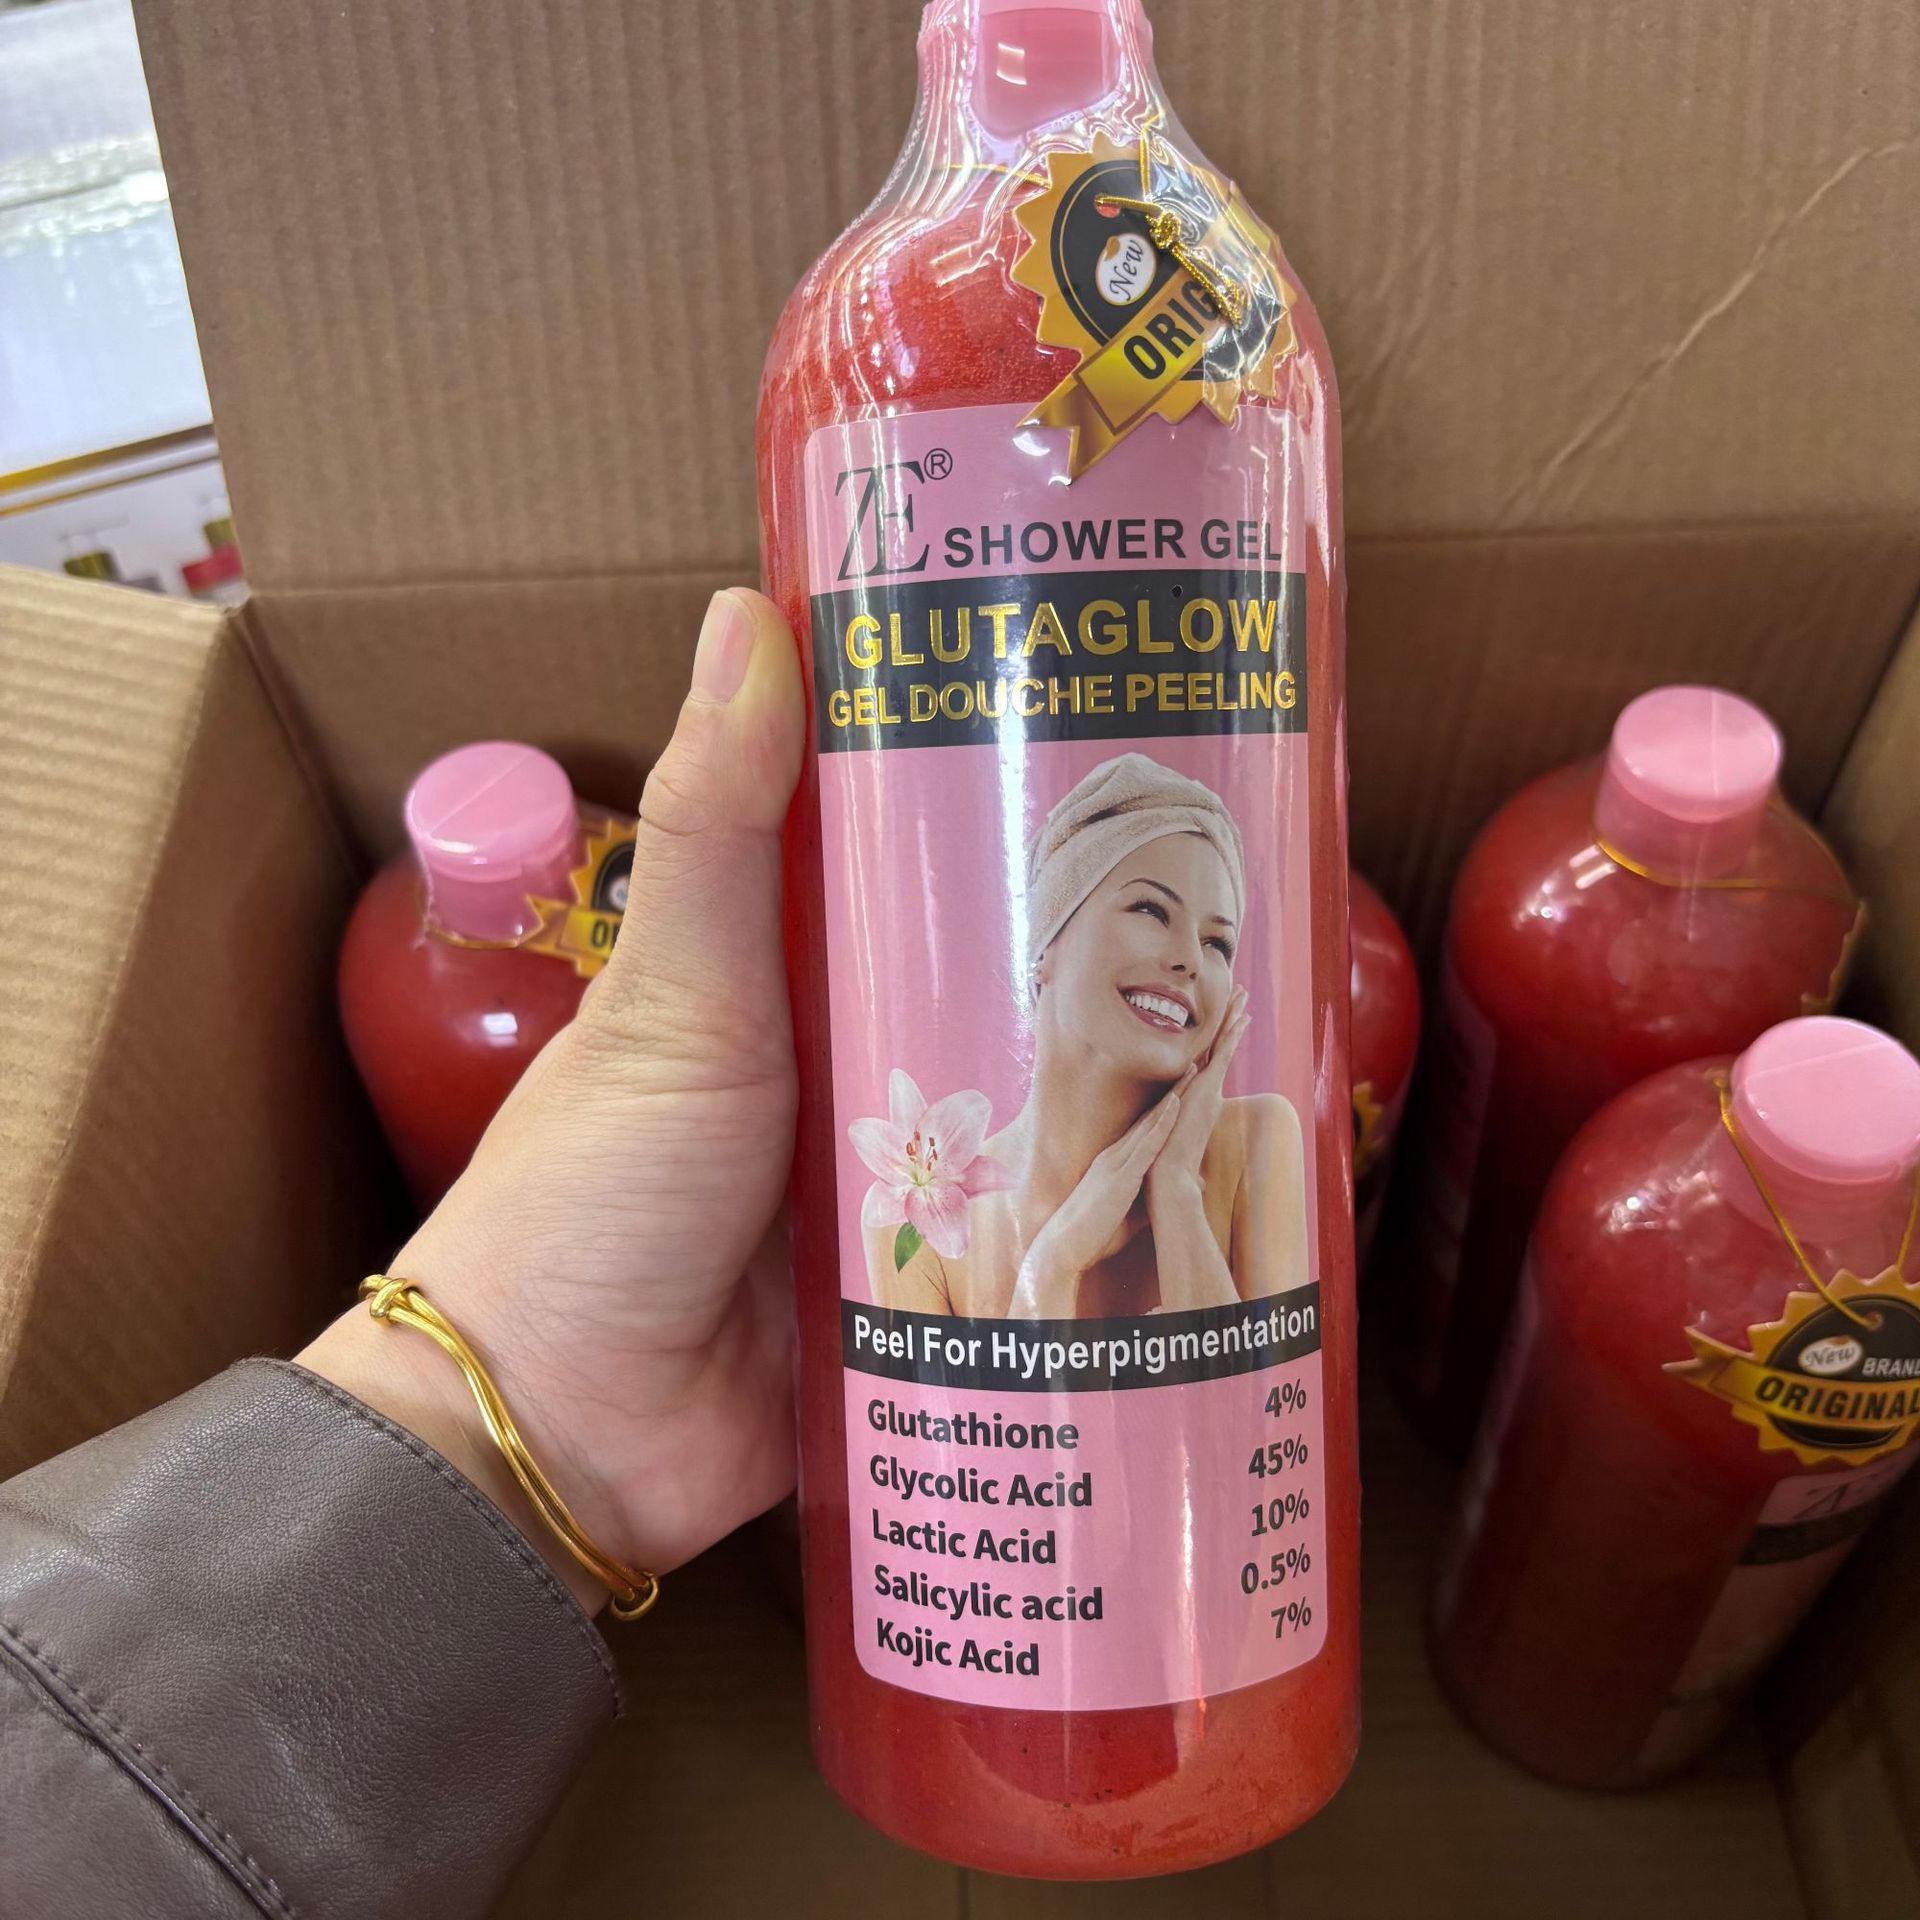 New
ORIG
ZE® SHOWER GEL
GLUTAGLOW
GEL DOUCHE PEELING
Peel For Hyperpigmentation
Glutathione 4%
Glycolic Acid 45%
Lactic Acid 10%
Salicylic acid 0.5%
Kojic Acid 7%
New BRAND
ORIGINAL